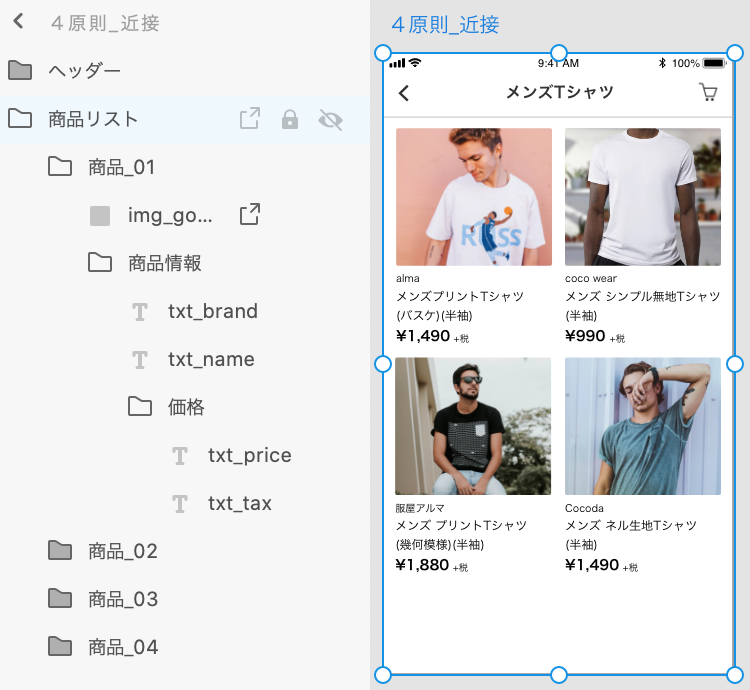 ４原則_近接
ヘッダー
商品リスト
商品_01
img_go...
商品情報
txt_brand
txt_name
価格
txt_price
txt_tax
商品_02
商品_03
商品_04
４原則_近接
9:41 AM
100%
メンズTシャツ
alma
メンズプリントTシャツ
(バスケ)(半袖)
¥1,490 +税
coco wear
メンズ シンプル無地Tシャツ
(半袖)
¥990 +税
服屋アルマ
メンズ プリントTシャツ
(幾何模様)(半袖)
¥1,880 +税
Cocoda
メンズ ネル生地Tシャツ
(半袖)
¥1,490 +税